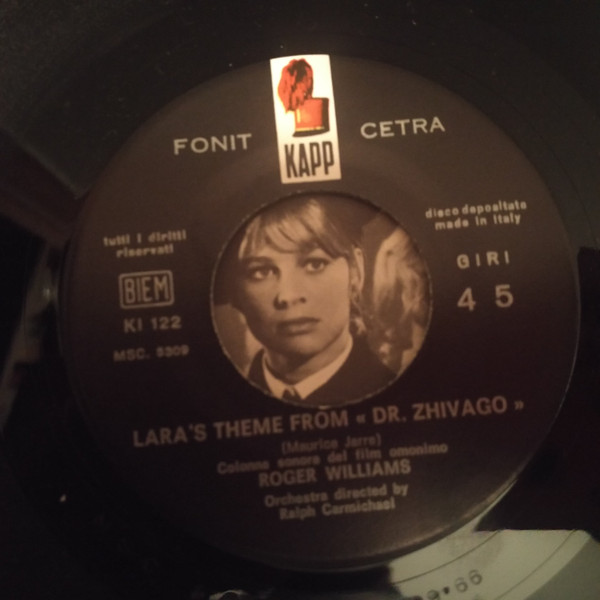 FONIT CETRA
KAPP
tutti i diritti
riservati
disco depositato
made in Italy
BIEM
GIRI
KI 122
45
MSC. 5309
LARA'S THEME FROM « DR. ZHIVAGO »
(Maurice Jarre)
Colonna sonora del film omonimo
ROGER WILLIAMS
Orchestra directed by
Ralph Carmichael